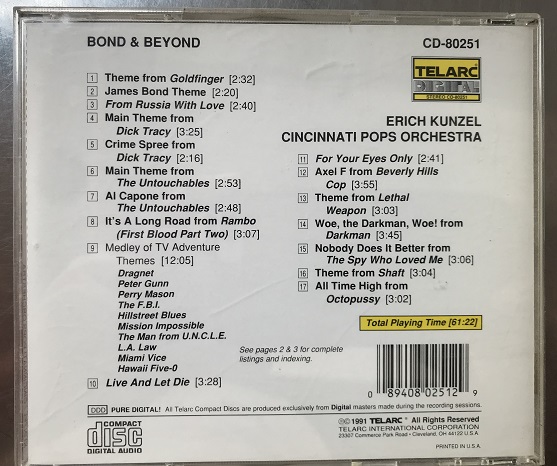 BOND & BEYOND
CD-80251
TELARC
DIGITAL
STEREO CD-80251
ERICH KUNZEL
CINCINNATI POPS ORCHESTRA
1 Theme from Goldfinger [2:32]
2 James Bond Theme [2:20]
3 From Russia With Love [2:40]
4 Main Theme from
Dick Tracy [3:25]
5 Crime Spree from
Dick Tracy [2:16]
6 Main Theme from
The Untouchables [2:53]
7 Al Capone from
The Untouchables [2:48]
8 It's A Long Road from Rambo
(First Blood Part Two) [3:07]
9 Medley of TV Adventure
Themes [12:05]
Dragnet
Peter Gunn
Perry Mason
The F.B.I.
Hillstreet Blues
Mission Impossible
The Man from U.N.C.L.E.
L.A. Law
Miami Vice
Hawaii Five-0
10 Live And Let Die [3:28]
11 For Your Eyes Only [2:41]
12 Axel F from Beverly Hills
Cop [3:55]
13 Theme from Lethal
Weapon [3:03]
14 Woe, the Darkman, Woe! from
Darkman [3:45]
15 Nobody Does It Better from
The Spy Who Loved Me [3:06]
16 Theme from Shaft [3:04]
17 All Time High from
Octopussy [3:02]
Total Playing Time [61:22]
See pages 2 & 3 for complete
listings and indexing.
0 89408 02512 9
DDD PURE DIGITAL! All Telarc Compact Discs are produced exclusively from Digital masters made during the recording sessions.
COMPACT
disc
DIGITAL AUDIO
℗© 1991 TELARC® All Rights Reserved
TELARC INTERNATIONAL CORPORATION
23307 Commerce Park Road • Cleveland, OH 44122 U.S.A.
PRINTED IN U.S.A.